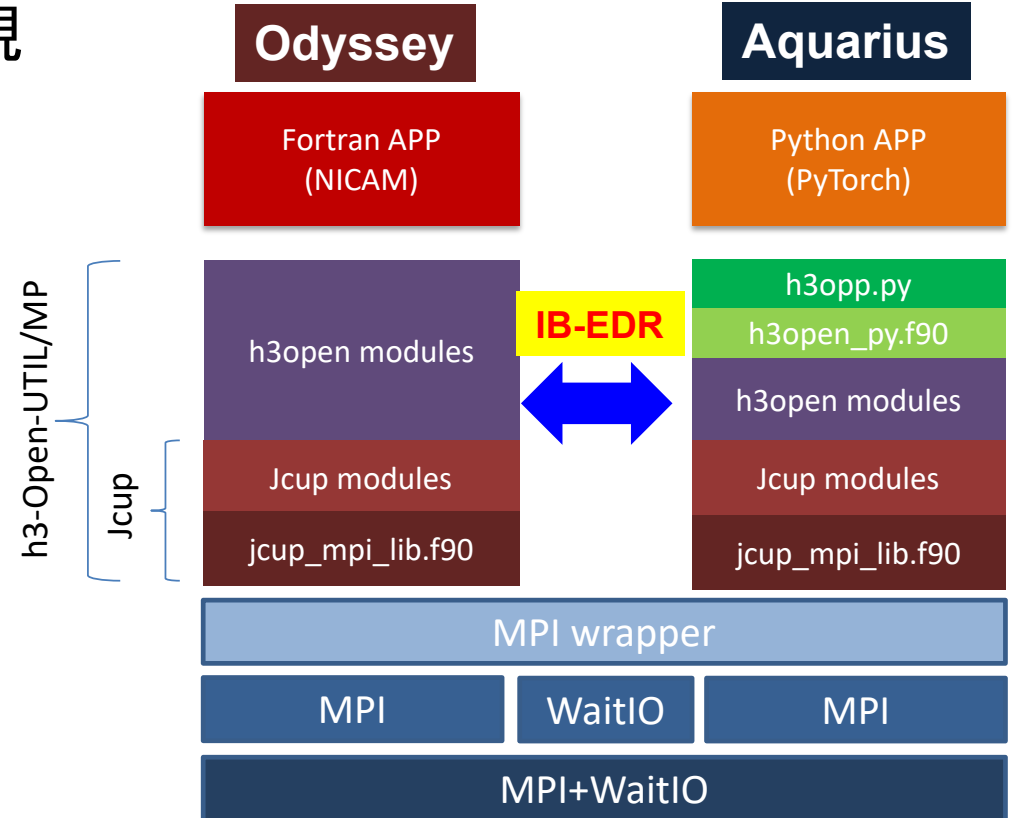 現
Odyssey
Aquarius
Fortran APP
(NICAM)
Python APP
(PyTorch)
h3-Open-UTIL/MP
Jcup
h3open modules
Jcup modules
jcup_mpi_lib.f90
IB-EDR
h3opp.py
h3open_py.f90
h3open modules
Jcup modules
jcup_mpi_lib.f90
MPI wrapper
MPI
WaitIO
MPI
MPI+WaitIO